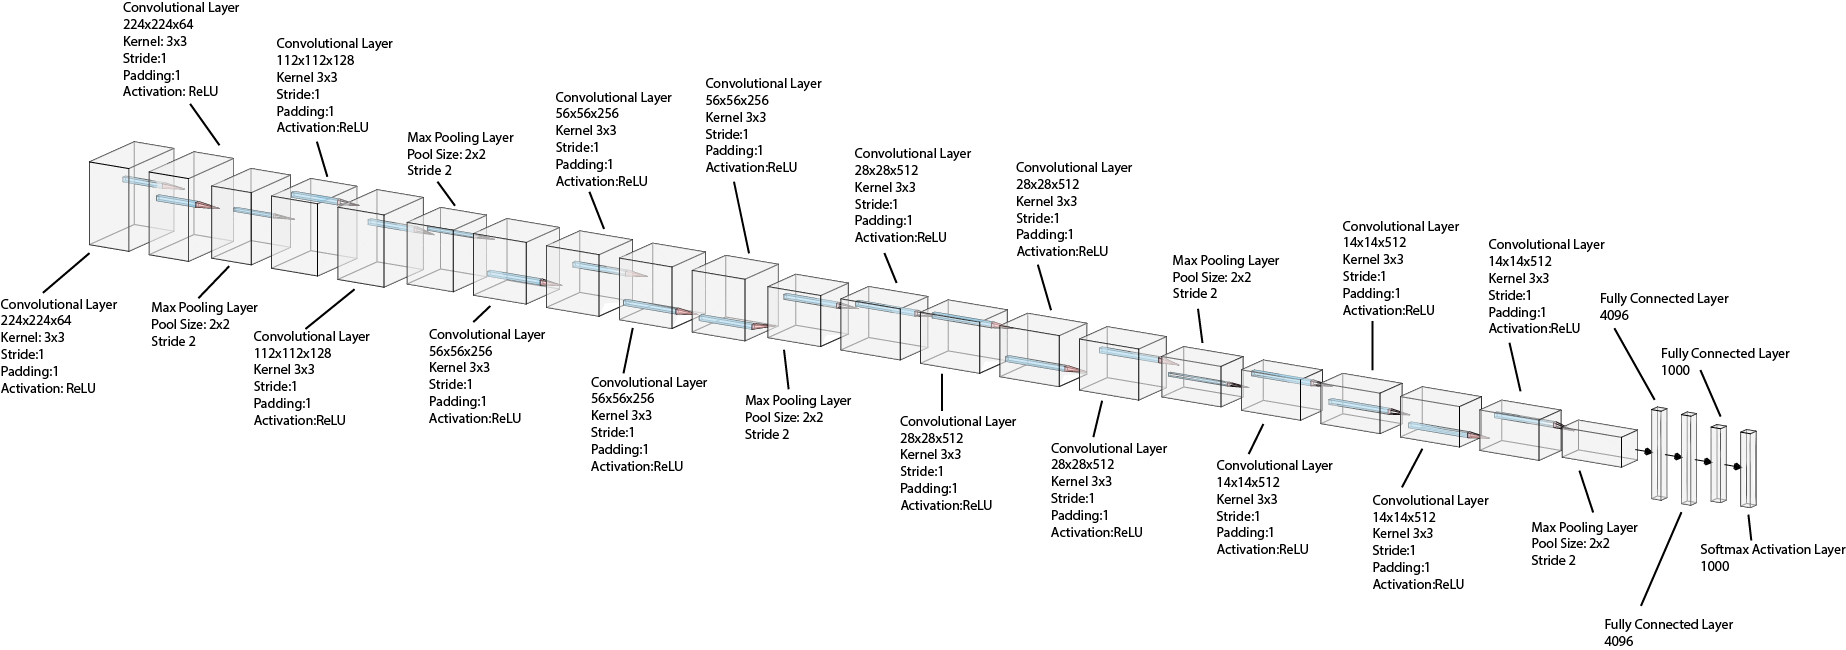 Convolutional Layer
224x224x64
Kernel: 3x3
Stride:1
Padding:1
Activation: ReLU
Convolutional Layer
224x224x64
Kernel: 3x3
Stride:1
Padding:1
Activation: ReLU
Max Pooling Layer
Pool Size: 2x2
Stride 2
Convolutional Layer
112x112x128
Kernel 3x3
Stride:1
Padding:1
Activation:ReLU
Convolutional Layer
112x112x128
Kernel 3x3
Stride:1
Padding:1
Activation:ReLU
Max Pooling Layer
Pool Size: 2x2
Stride 2
Convolutional Layer
56x56x256
Kernel 3x3
Stride:1
Padding:1
Activation:ReLU
Convolutional Layer
56x56x256
Kernel 3x3
Stride:1
Padding:1
Activation:ReLU
Convolutional Layer
56x56x256
Kernel 3x3
Stride:1
Padding:1
Activation:ReLU
Convolutional Layer
56x56x256
Kernel 3x3
Stride:1
Padding:1
Activation:ReLU
Max Pooling Layer
Pool Size: 2x2
Stride 2
Convolutional Layer
28x28x512
Kernel 3x3
Stride:1
Padding:1
Activation:ReLU
Convolutional Layer
28x28x512
Kernel 3x3
Stride:1
Padding:1
Activation:ReLU
Convolutional Layer
28x28x512
Kernel 3x3
Stride:1
Padding:1
Activation:ReLU
Convolutional Layer
28x28x512
Kernel 3x3
Stride:1
Padding:1
Activation:ReLU
Max Pooling Layer
Pool Size: 2x2
Stride 2
Convolutional Layer
14x14x512
Kernel 3x3
Stride:1
Padding:1
Activation:ReLU
Convolutional Layer
14x14x512
Kernel 3x3
Stride:1
Padding:1
Activation:ReLU
Convolutional Layer
14x14x512
Kernel 3x3
Stride:1
Padding:1
Activation:ReLU
Convolutional Layer
14x14x512
Kernel 3x3
Stride:1
Padding:1
Activation:ReLU
Max Pooling Layer
Pool Size: 2x2
Stride 2
Fully Connected Layer
4096
Fully Connected Layer
4096
Fully Connected Layer
1000
Softmax Activation Layer
1000